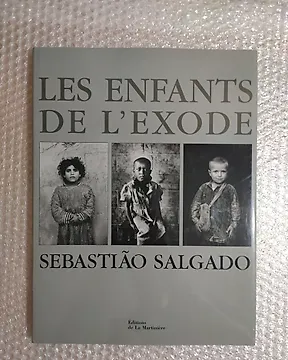 LES ENFANTS
DE L'EXODE
SEBASTIÃO SALGADO
Éditions
de La Martinière